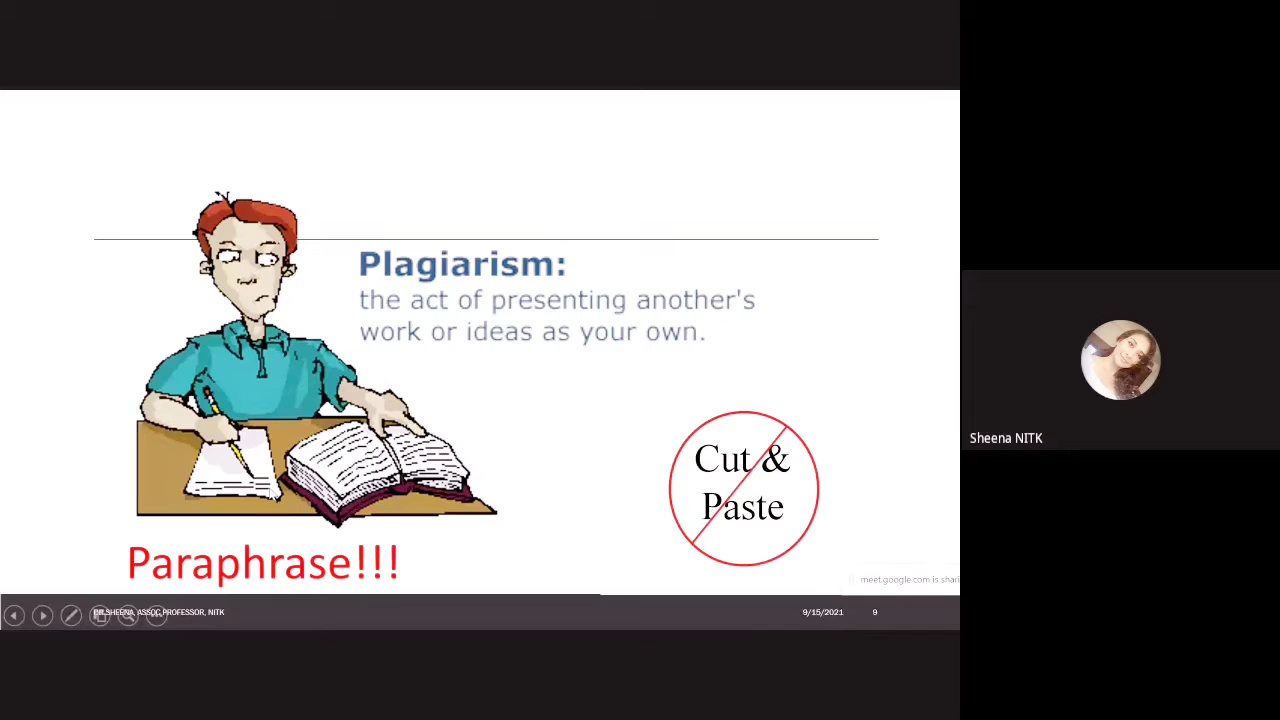 Plagiarism:
the act of presenting another's
work or ideas as your own.
Cut &
Paste
Paraphrase!!!
meet.google.com is shari
DR SHEENA, ASSOC PROFESSOR, NITK
9/15/2021
9
Sheena NITK